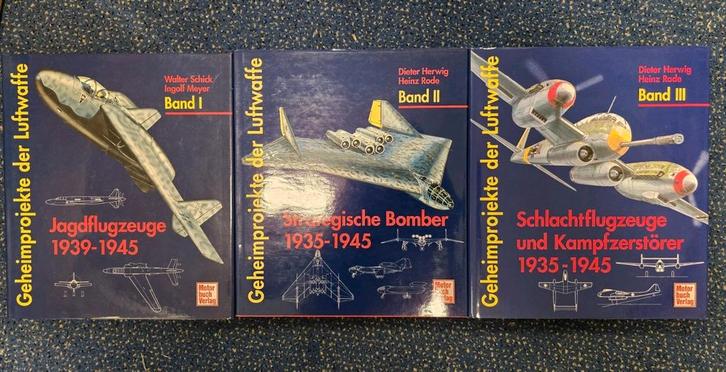 Geheimprojekte der Luftwaffe
Walter Schick
Ingolf Meyer
Band I
Jagdflugzeuge
1939-1945
Motor
buch
Verlag
Geheimprojekte der Luftwaffe
Dieter Herwig
Heinz Rode
Band II
Strategische Bomber
1935-1945
Motor
buch
Verlag
Geheimprojekte der Luftwaffe
Dieter Herwig
Heinz Rode
Band III
Schlachtflugzeuge
und Kampfzerstörer
1935-1945
Motor
buch
Verlag